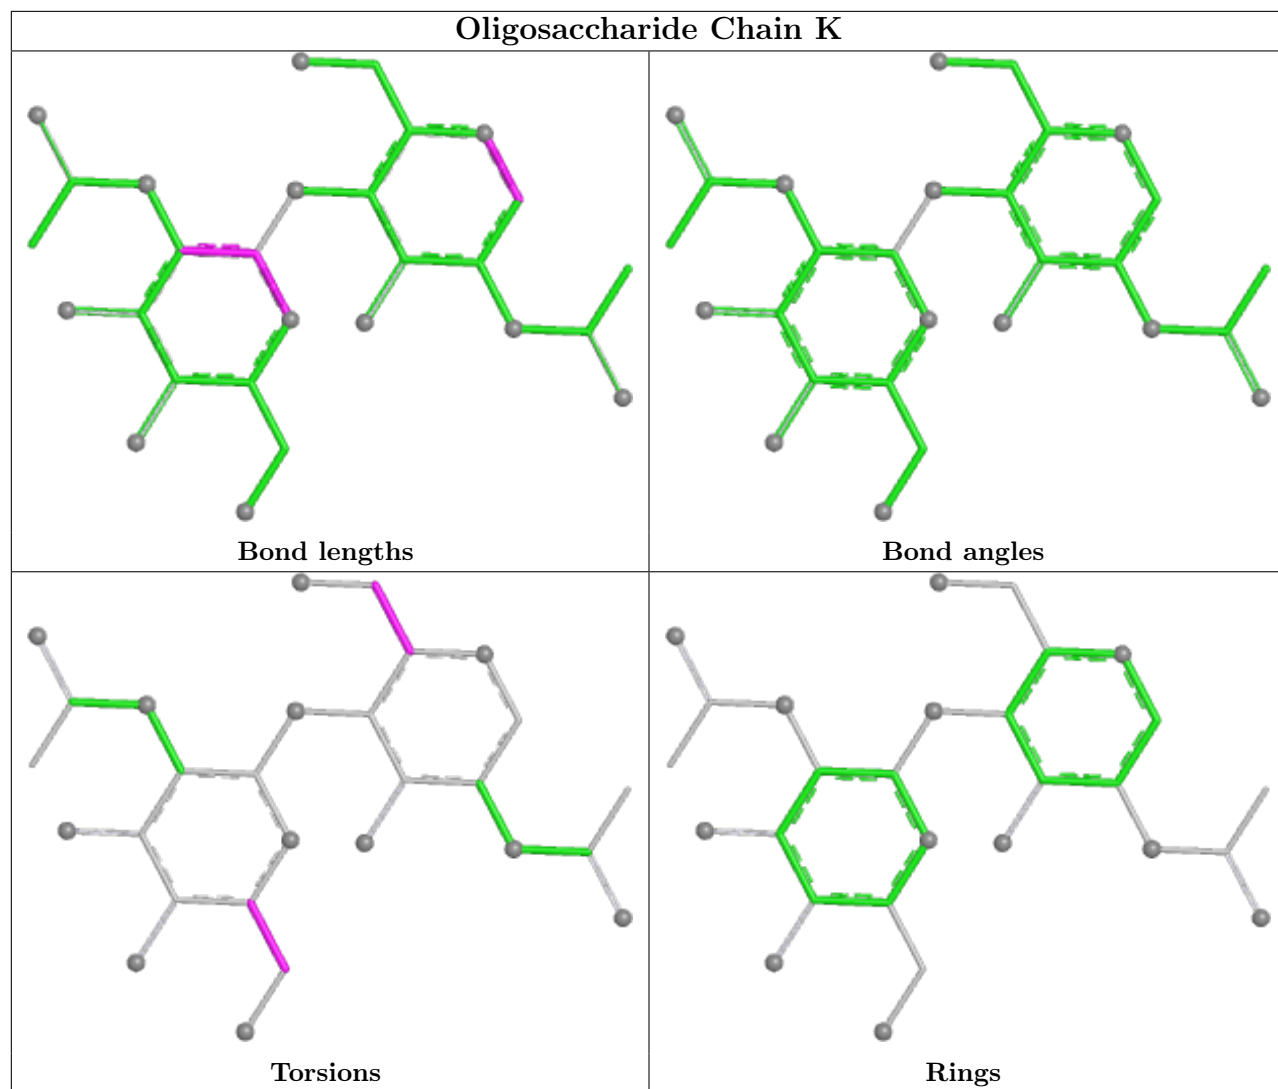 Oligosaccharide Chain K
Bond lengths
Bond angles
Torsions
Rings